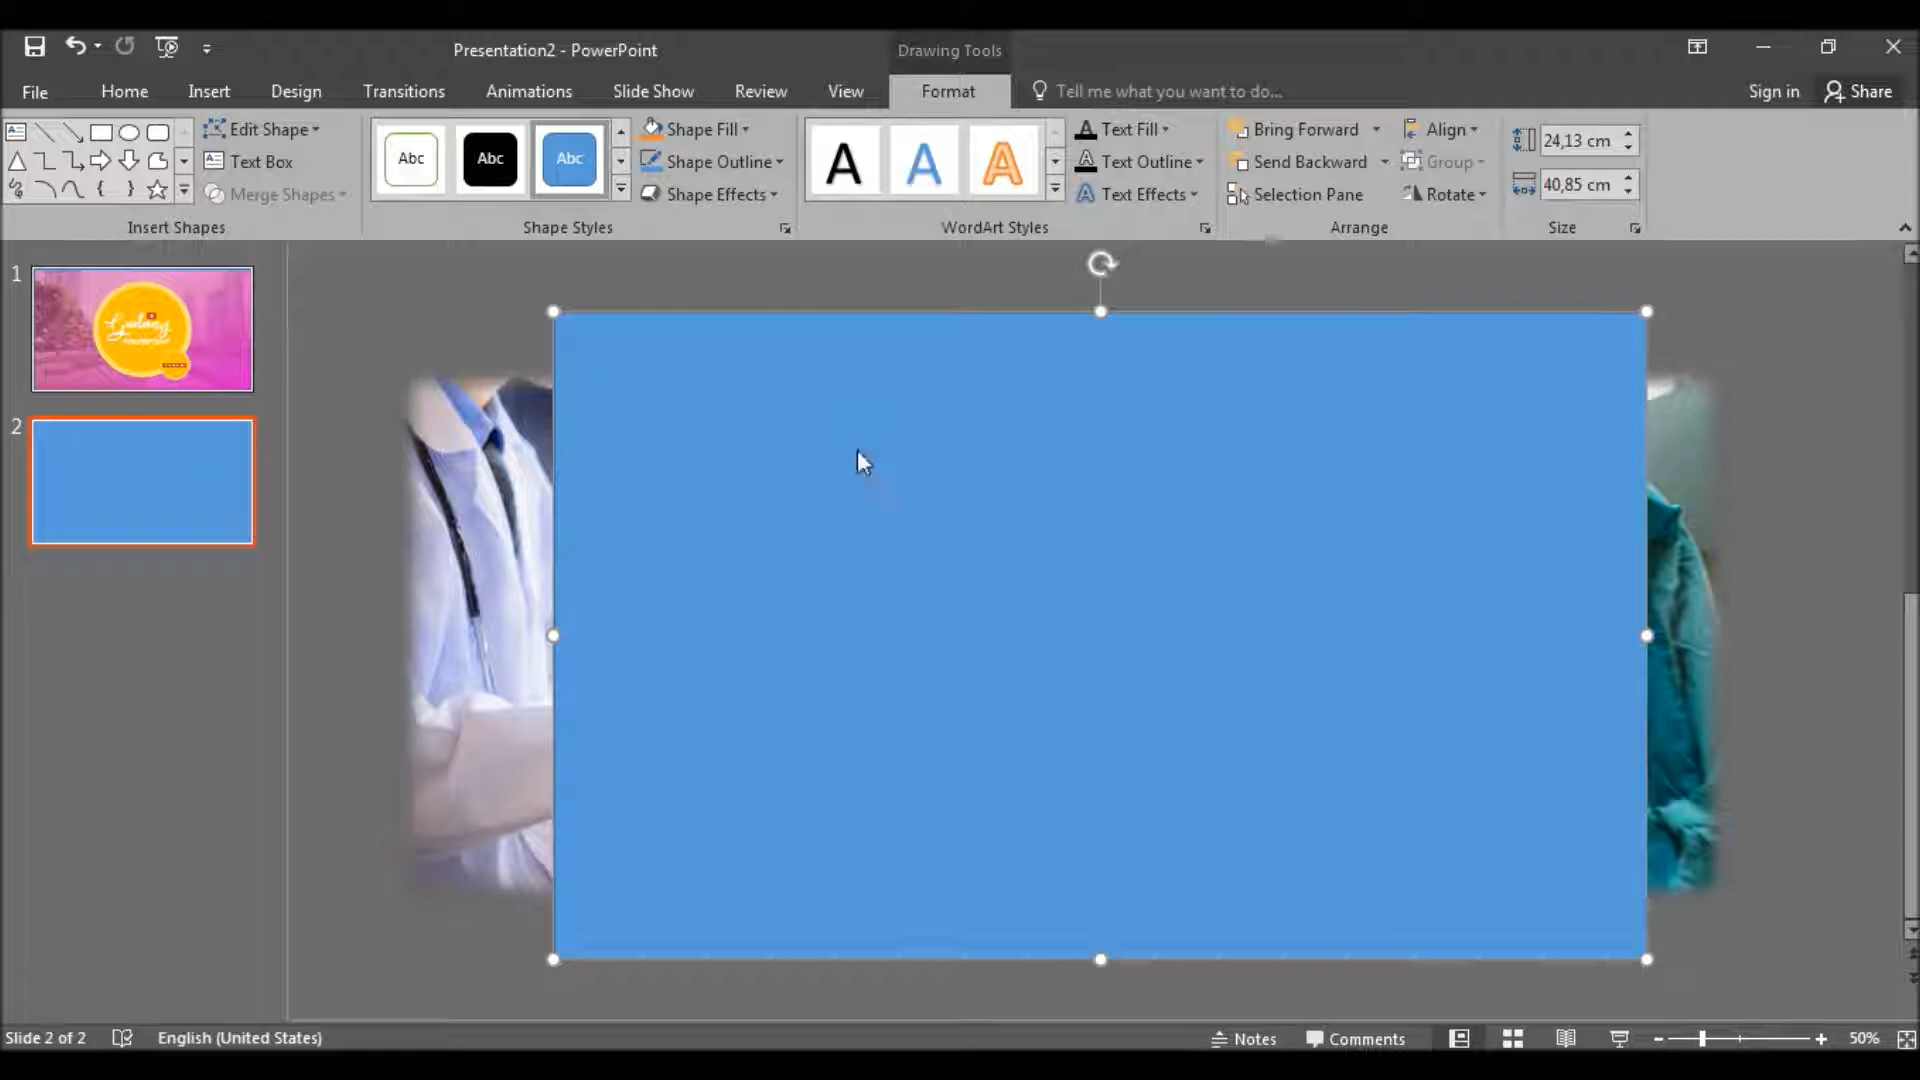 Presentation2 - PowerPoint
Drawing Tools
File
Home
Insert
Design
Transitions
Animations
Slide Show
Review
View
Format
Tell me what you want to do...
Sign in
Share
Edit Shape
Text Box
Merge Shapes
Insert Shapes
Abc
Abc
Abc
Shape Fill
Shape Outline
Shape Effects
Shape Styles
A
A
A
Text Fill
Text Outline
Text Effects
WordArt Styles
Bring Forward
Send Backward
Selection Pane
Align
Group
Rotate
Arrange
24,13 cm
40,85 cm
Size
1
2
Slide 2 of 2
English (United States)
Notes
Comments
50%